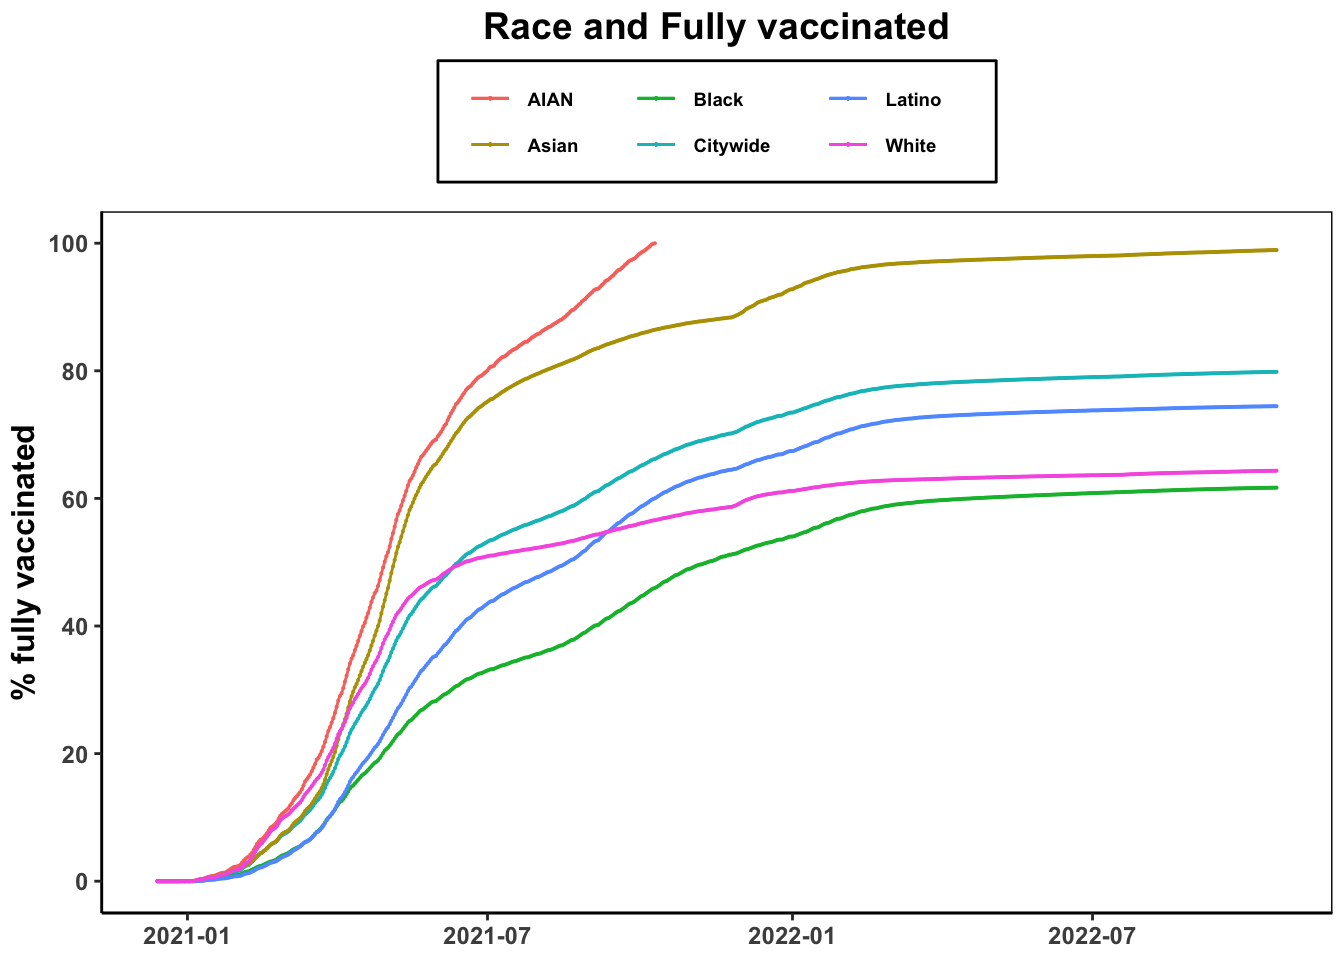 Race and Fully vaccinated
AIAN Black Latino
Asian Citywide White
% fully vaccinated
100
80
60
40
20
0
2021-01 2021-07 2022-01 2022-07